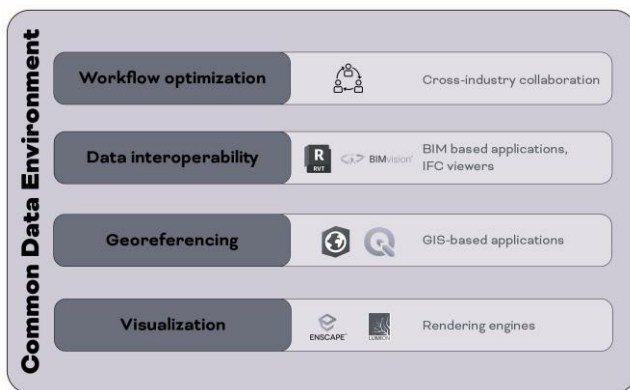 Common Data Environment
Workflow optimization
Cross-industry collaboration
Data interoperability
R
RVT
BIMvision
BIM based applications,
IFC viewers
Georeferencing
GIS-based applications
Visualization
ENSCAPE™
LUMION
Rendering engines